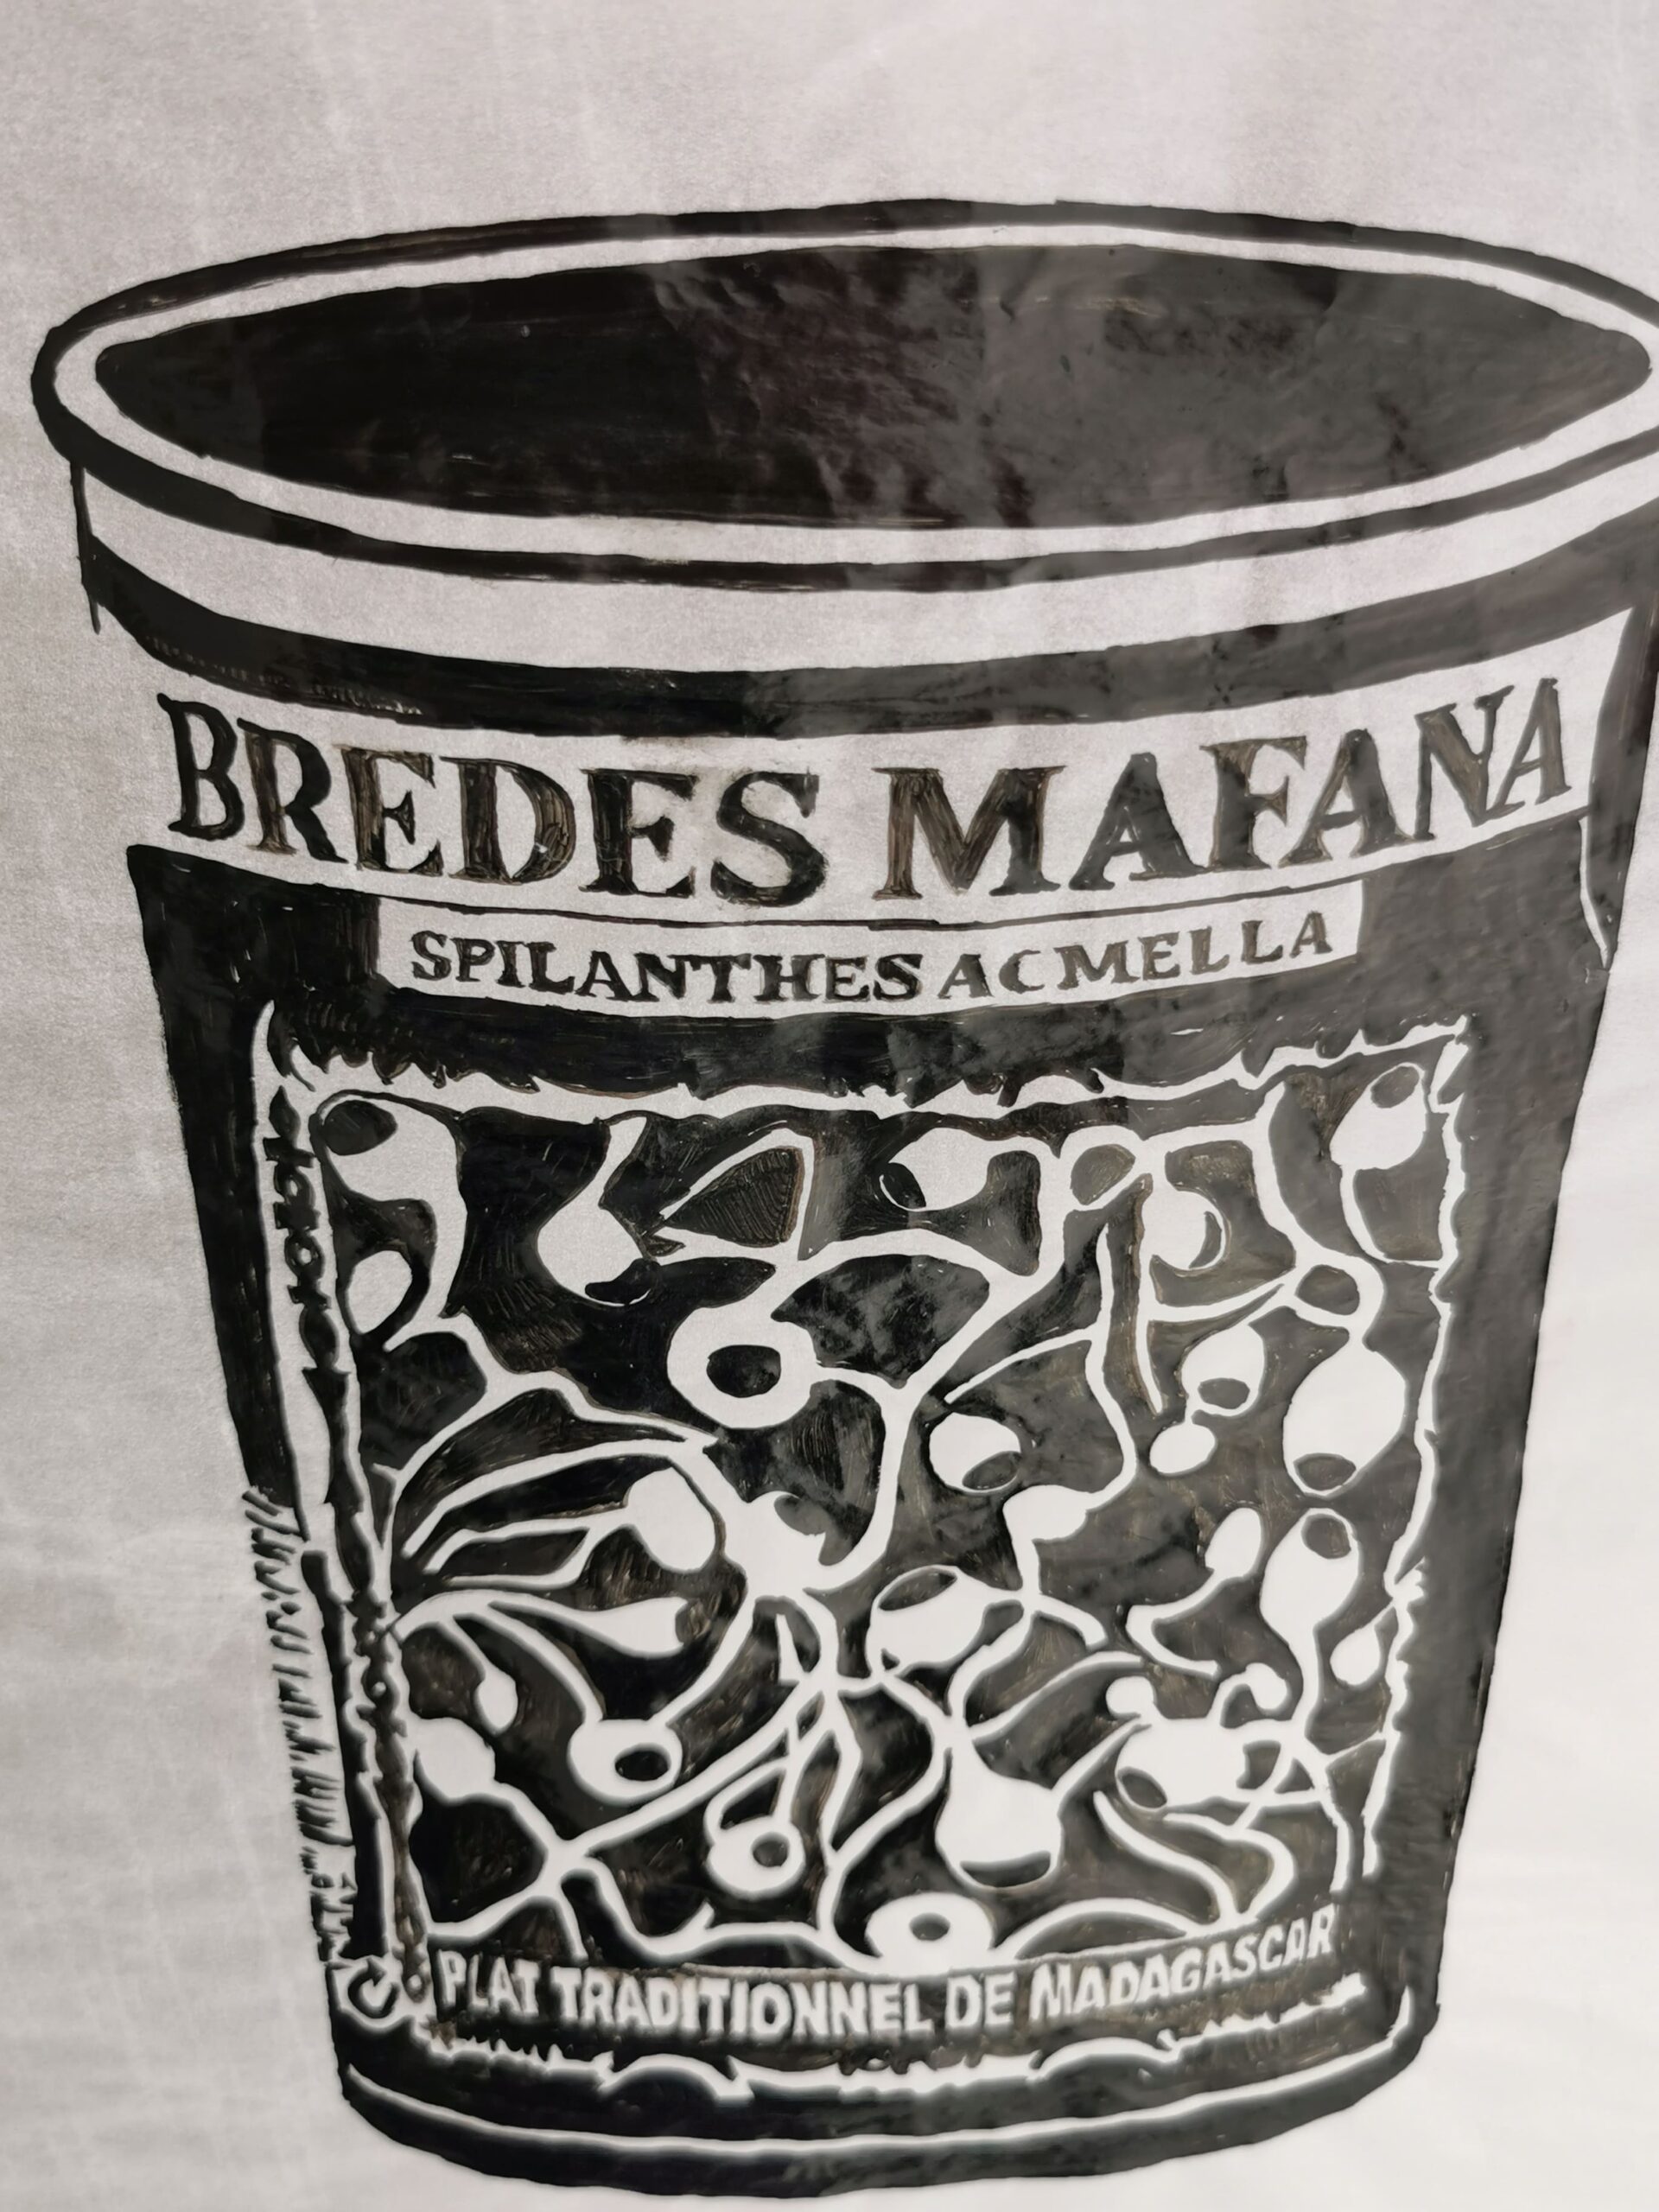 BREDES MAFANA
SPILANTHES ACMELLA
PLAT TRADITIONNEL DE MADAGASCAR